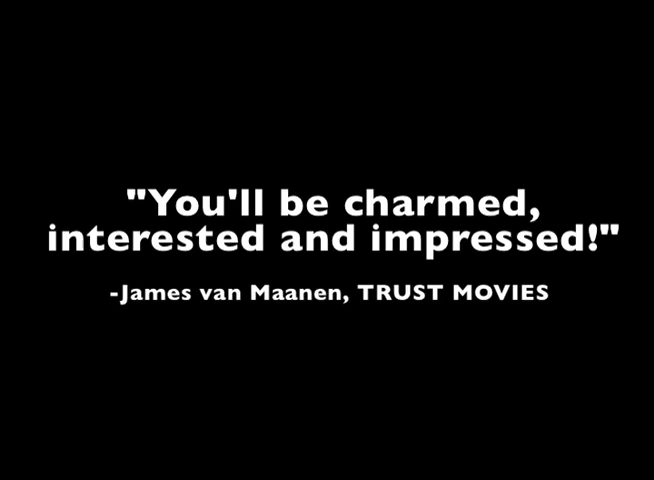 "You'll be charmed,
interested and impressed!"
-James van Maanen, TRUST MOVIES